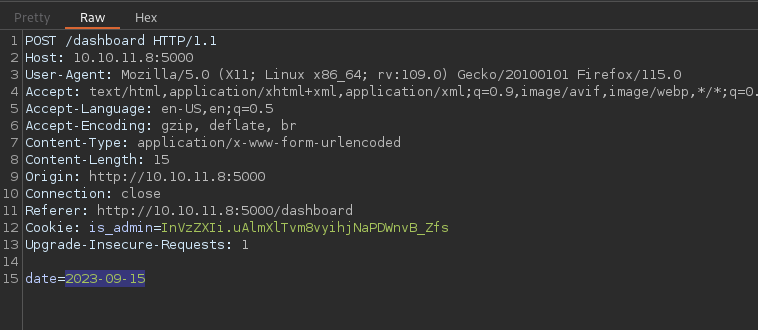 Pretty Raw Hex
1 POST /dashboard HTTP/1.1
2 Host: 10.10.11.8:5000
3 User-Agent: Mozilla/5.0 (X11; Linux x86_64; rv:109.0) Gecko/20100101 Firefox/115.0
4 Accept: text/html,application/xhtml+xml,application/xml;q=0.9,image/avif,image/webp,*/*;q=0.
5 Accept-Language: en-US,en;q=0.5
6 Accept-Encoding: gzip, deflate, br
7 Content-Type: application/x-www-form-urlencoded
8 Content-Length: 15
9 Origin: http://10.10.11.8:5000
10 Connection: close
11 Referer: http://10.10.11.8:5000/dashboard
12 Cookie: is_admin=InVzZXIi.uAlmXlTvm8vyihjNaPDWnvB_Zfs
13 Upgrade-Insecure-Requests: 1
14
15 date=2023-09-15